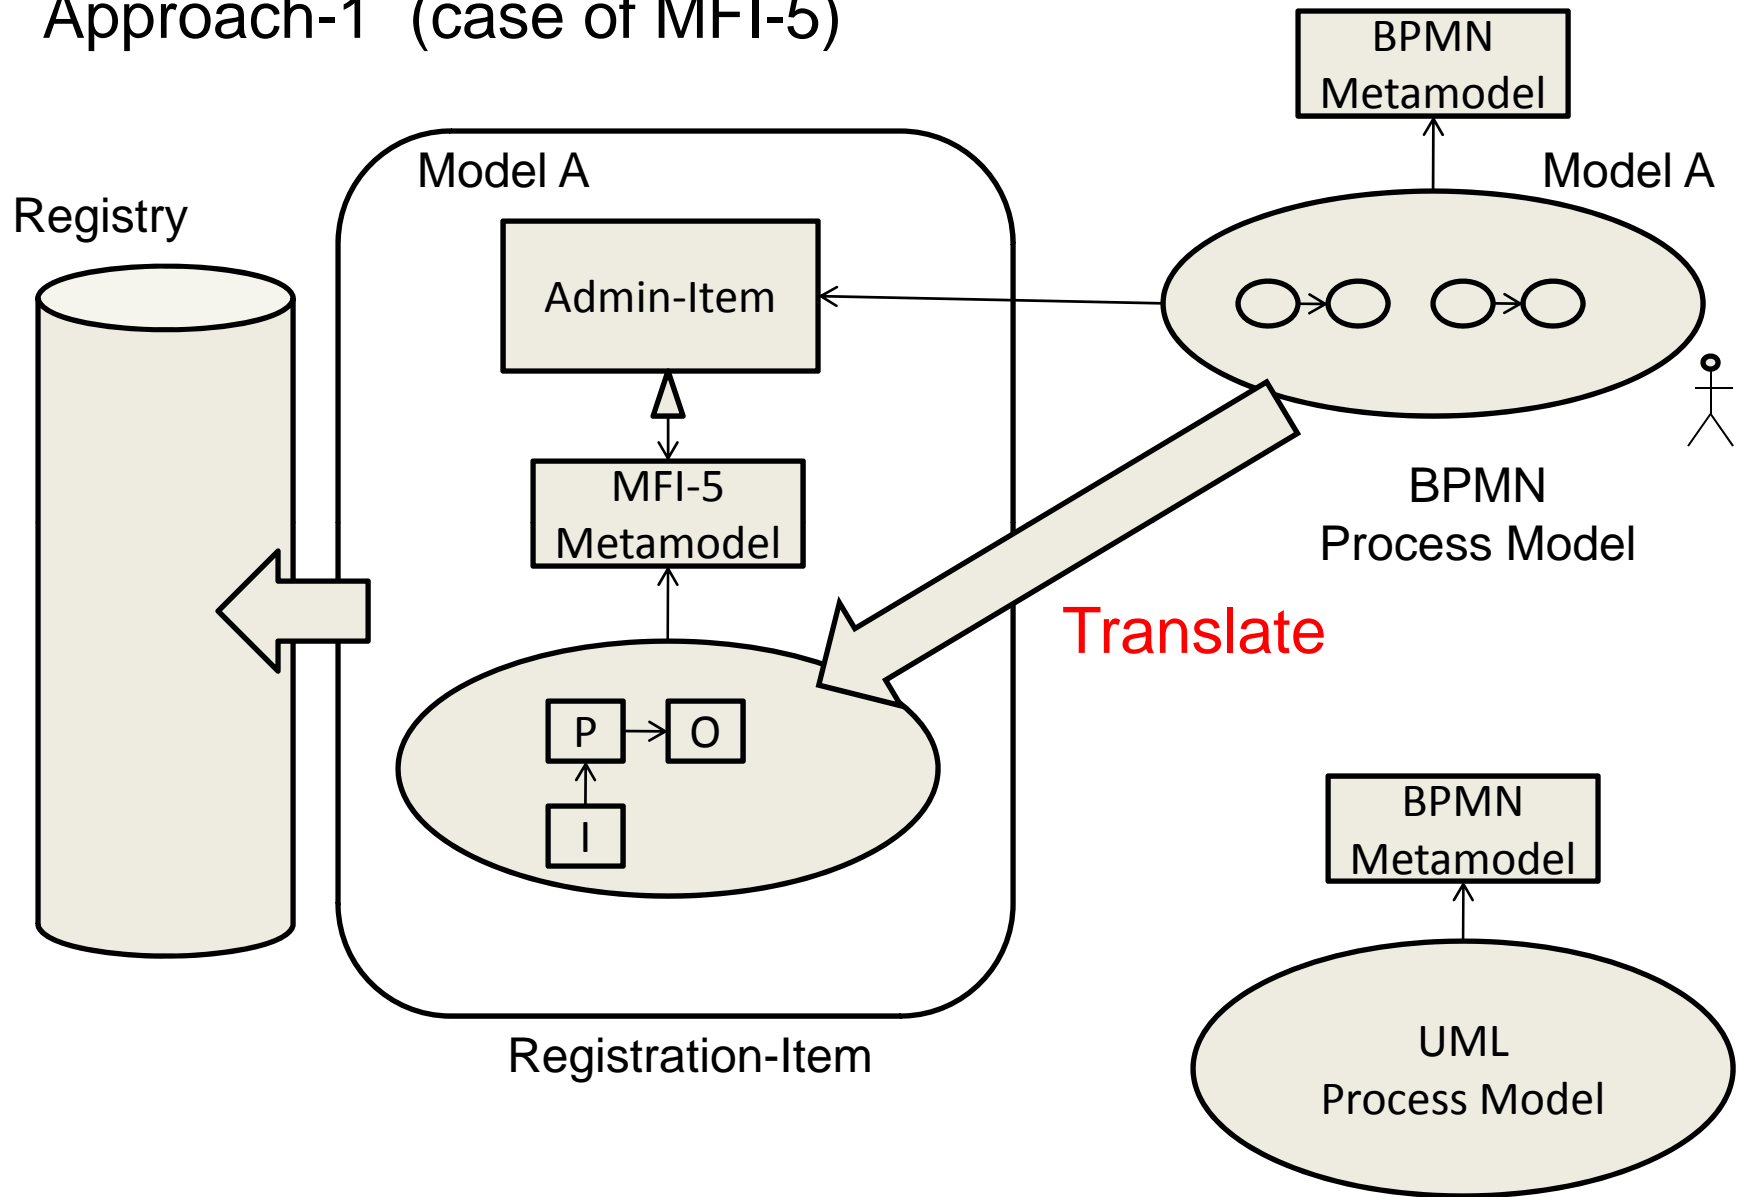 Approach-1 (case of MFI-5)
BPMN
Metamodel
Model A
Model A
Registry
Admin-Item
MFI-5
Metamodel
BPMN
Process Model
Translate
P
O
I
BPMN
Metamodel
Registration-Item
UML
Process Model